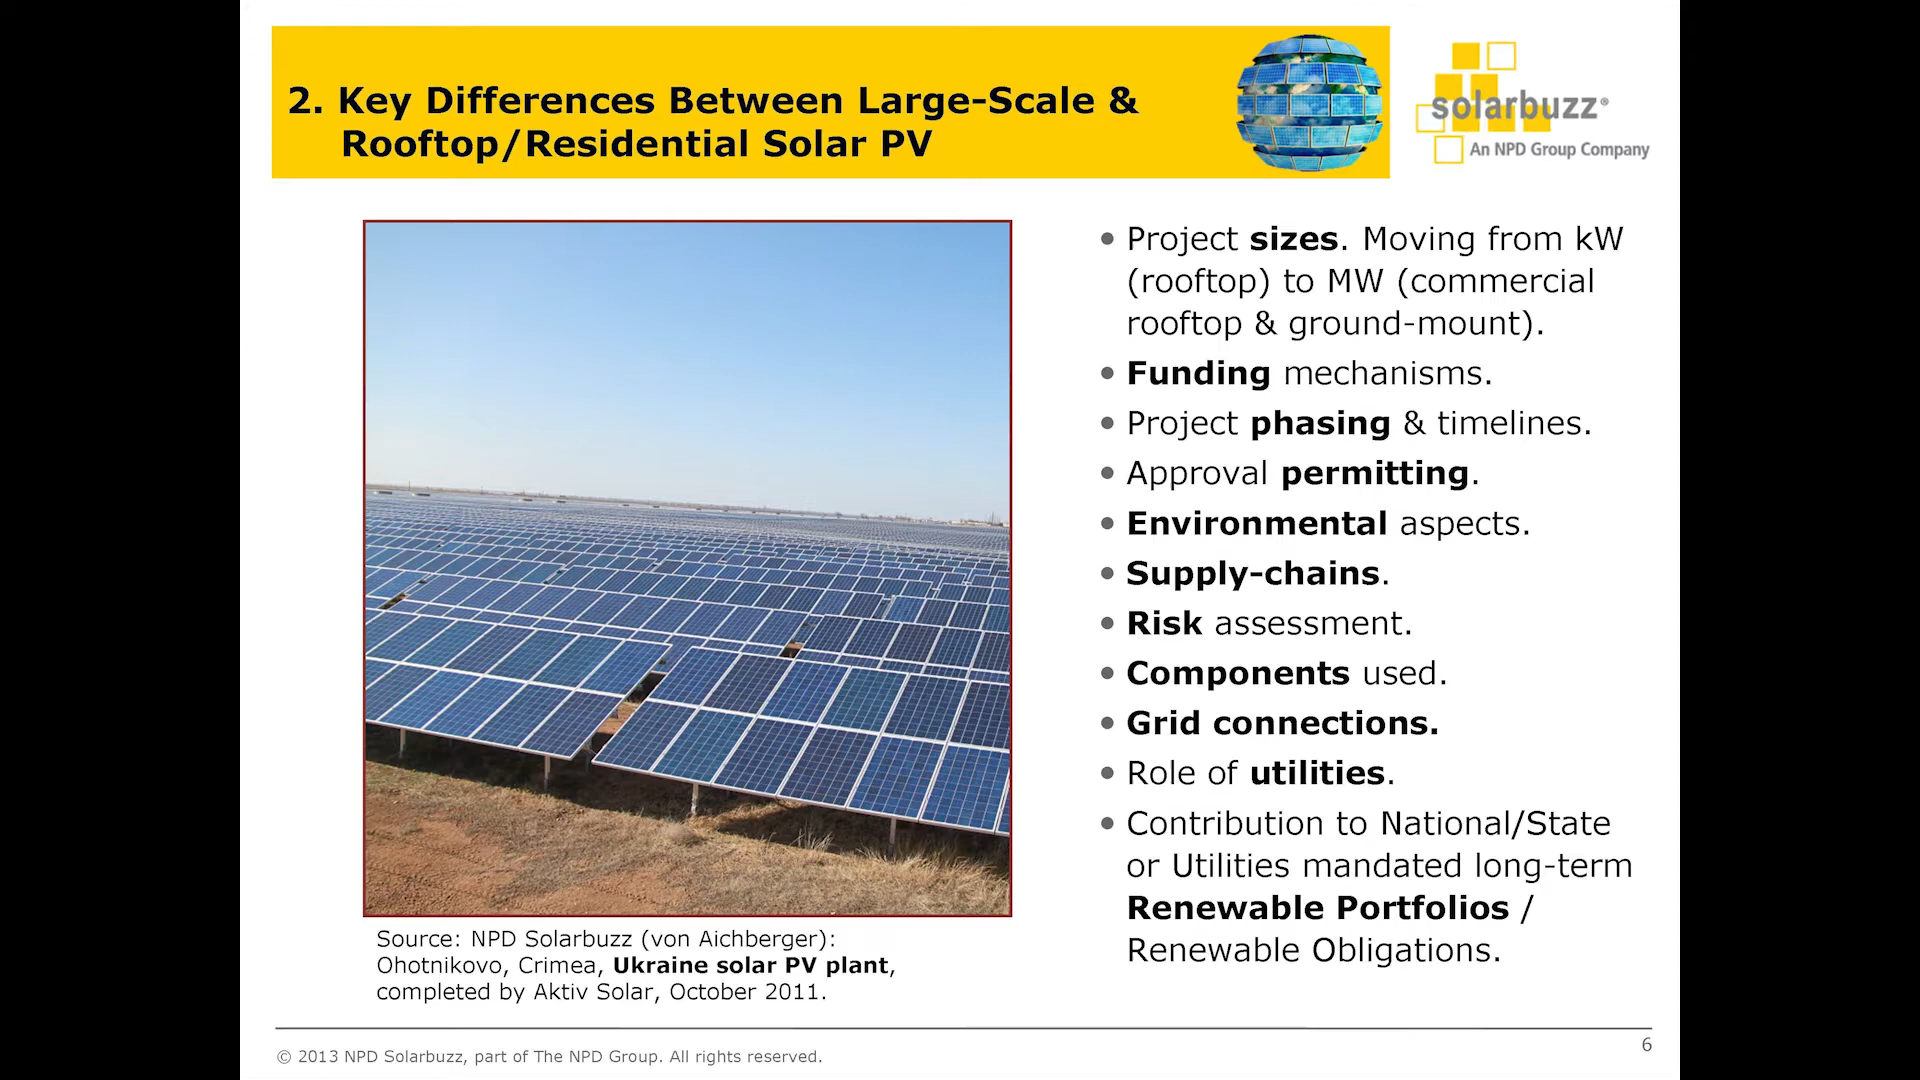 2. Key Differences Between Large-Scale &
Rooftop/Residential Solar PV
solarbuzz®
An NPD Group Company
• Project sizes. Moving from kW
(rooftop) to MW (commercial
rooftop & ground-mount).
• Funding mechanisms.
• Project phasing & timelines.
• Approval permitting.
• Environmental aspects.
• Supply-chains.
• Risk assessment.
• Components used.
• Grid connections.
• Role of utilities.
• Contribution to National/State
or Utilities mandated long-term
Renewable Portfolios /
Renewable Obligations.
Source: NPD Solarbuzz (von Aichberger):
Ohotnikovo, Crimea, Ukraine solar PV plant,
completed by Aktiv Solar, October 2011.
© 2013 NPD Solarbuzz, part of The NPD Group. All rights reserved.
6